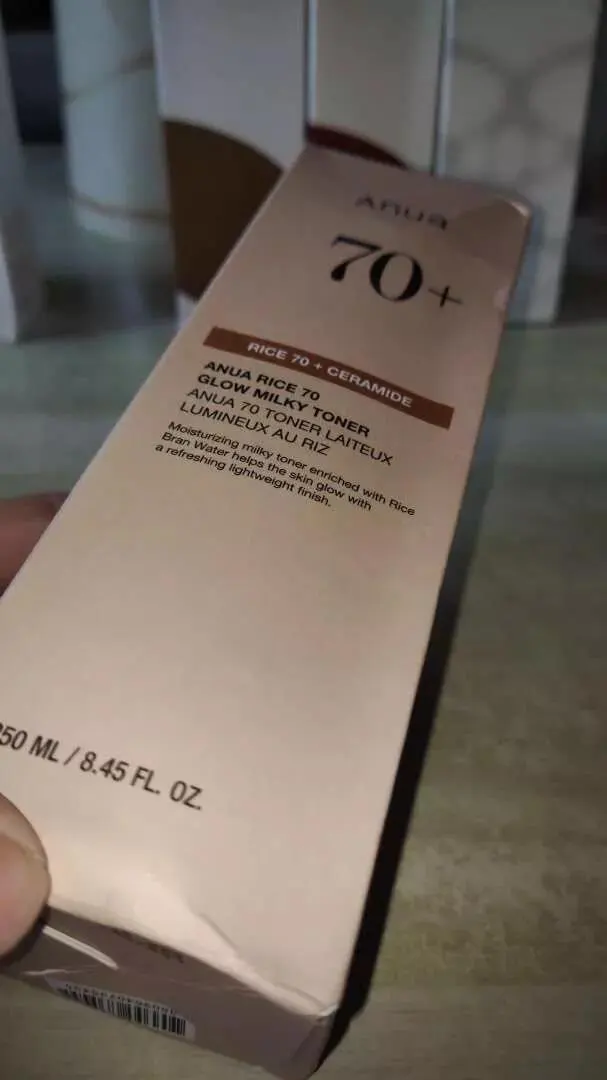 ANUA
70+
RICE 70 + CERAMIDE
ANUA RICE 70
GLOW MILKY TONER
ANUA 70 TONER LAITEUX
LUMINEUX AU RIZ
Moisturizing milky toner enriched with Rice
Bran Water helps the skin glow with
a refreshing lightweight finish.
250 ML / 8.45 FL. OZ.